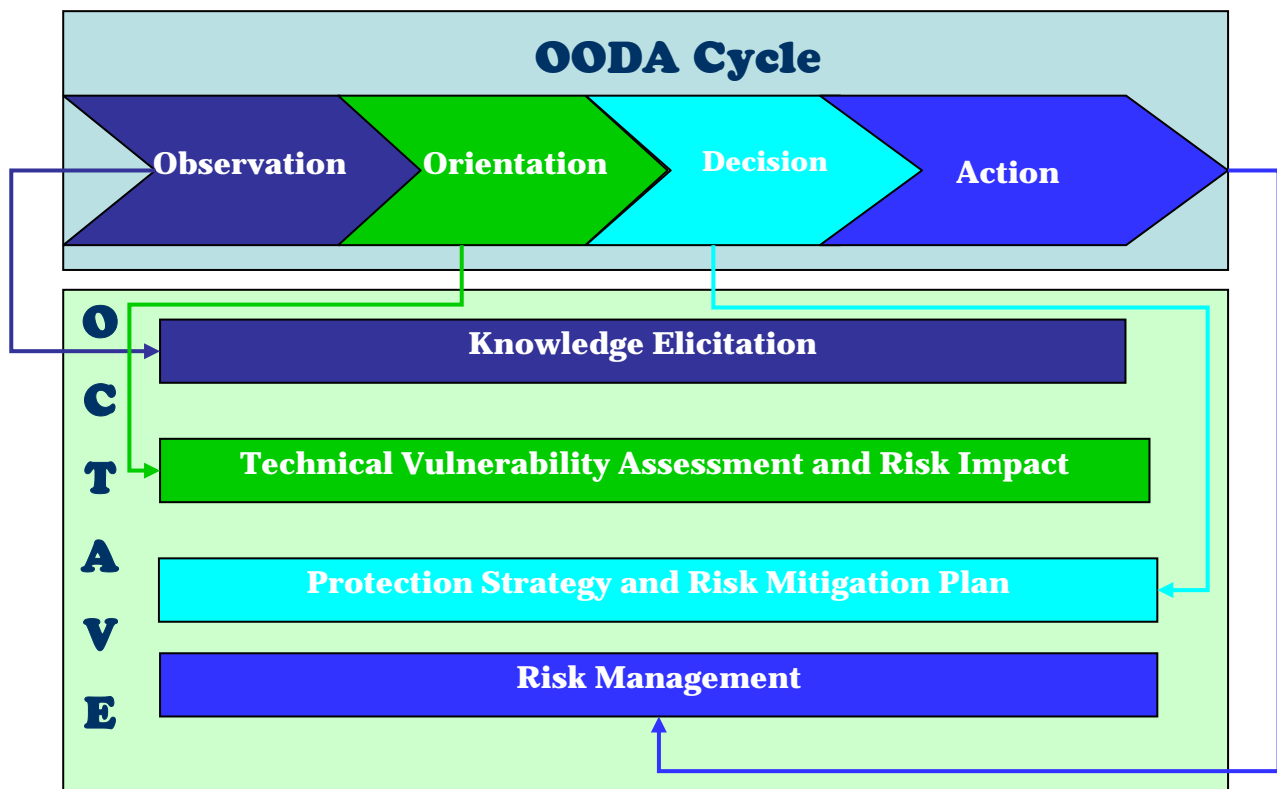 OODA Cycle
Observation
Orientation
Decision
Action
OCTAVE
Knowledge Elicitation
Technical Vulnerability Assessment and Risk Impact
Protection Strategy and Risk Mitigation Plan
Risk Management